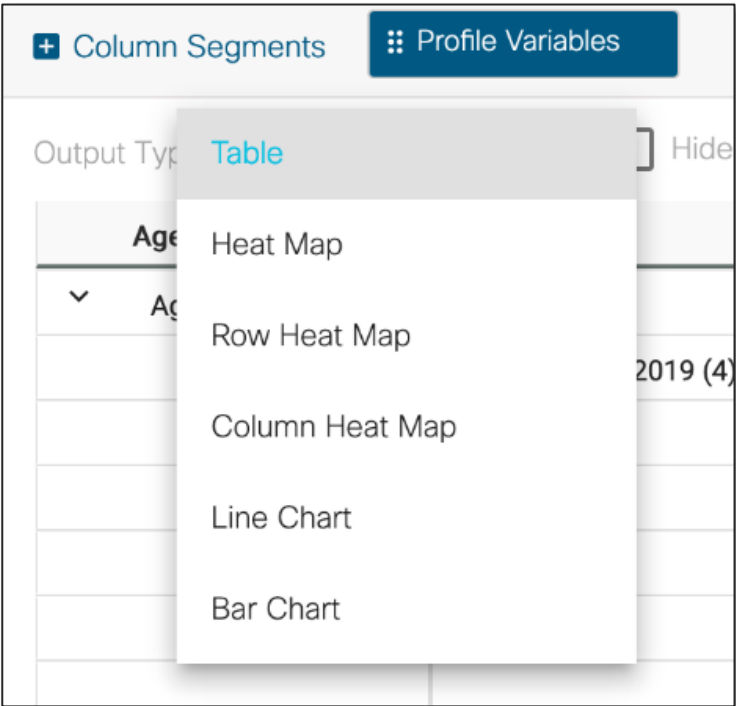 Column Segments
Profile Variables
Output Typ
Table
Hide
Age
Heat Map
Ag
Row Heat Map
2019 (4)
Column Heat Map
Line Chart
Bar Chart